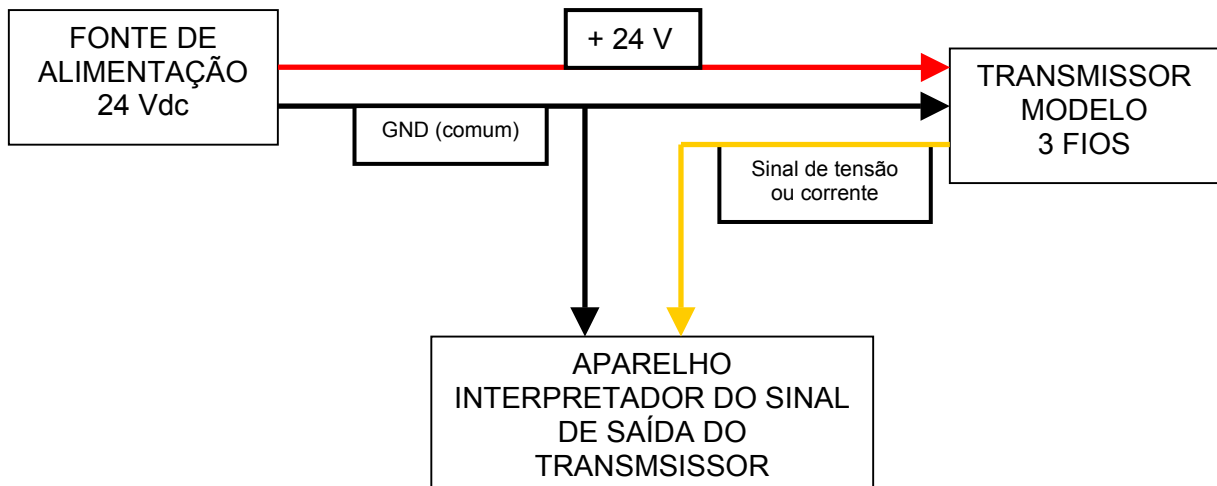 FONTE DE
ALIMENTAÇÃO
24 Vdc
+ 24 V
TRANSMISSOR
MODELO
3 FIOS
GND (comum)
Sinal de tensão
ou corrente
APARELHO
INTERPRETADOR DO SINAL
DE SAÍDA DO
TRANSMSISSOR